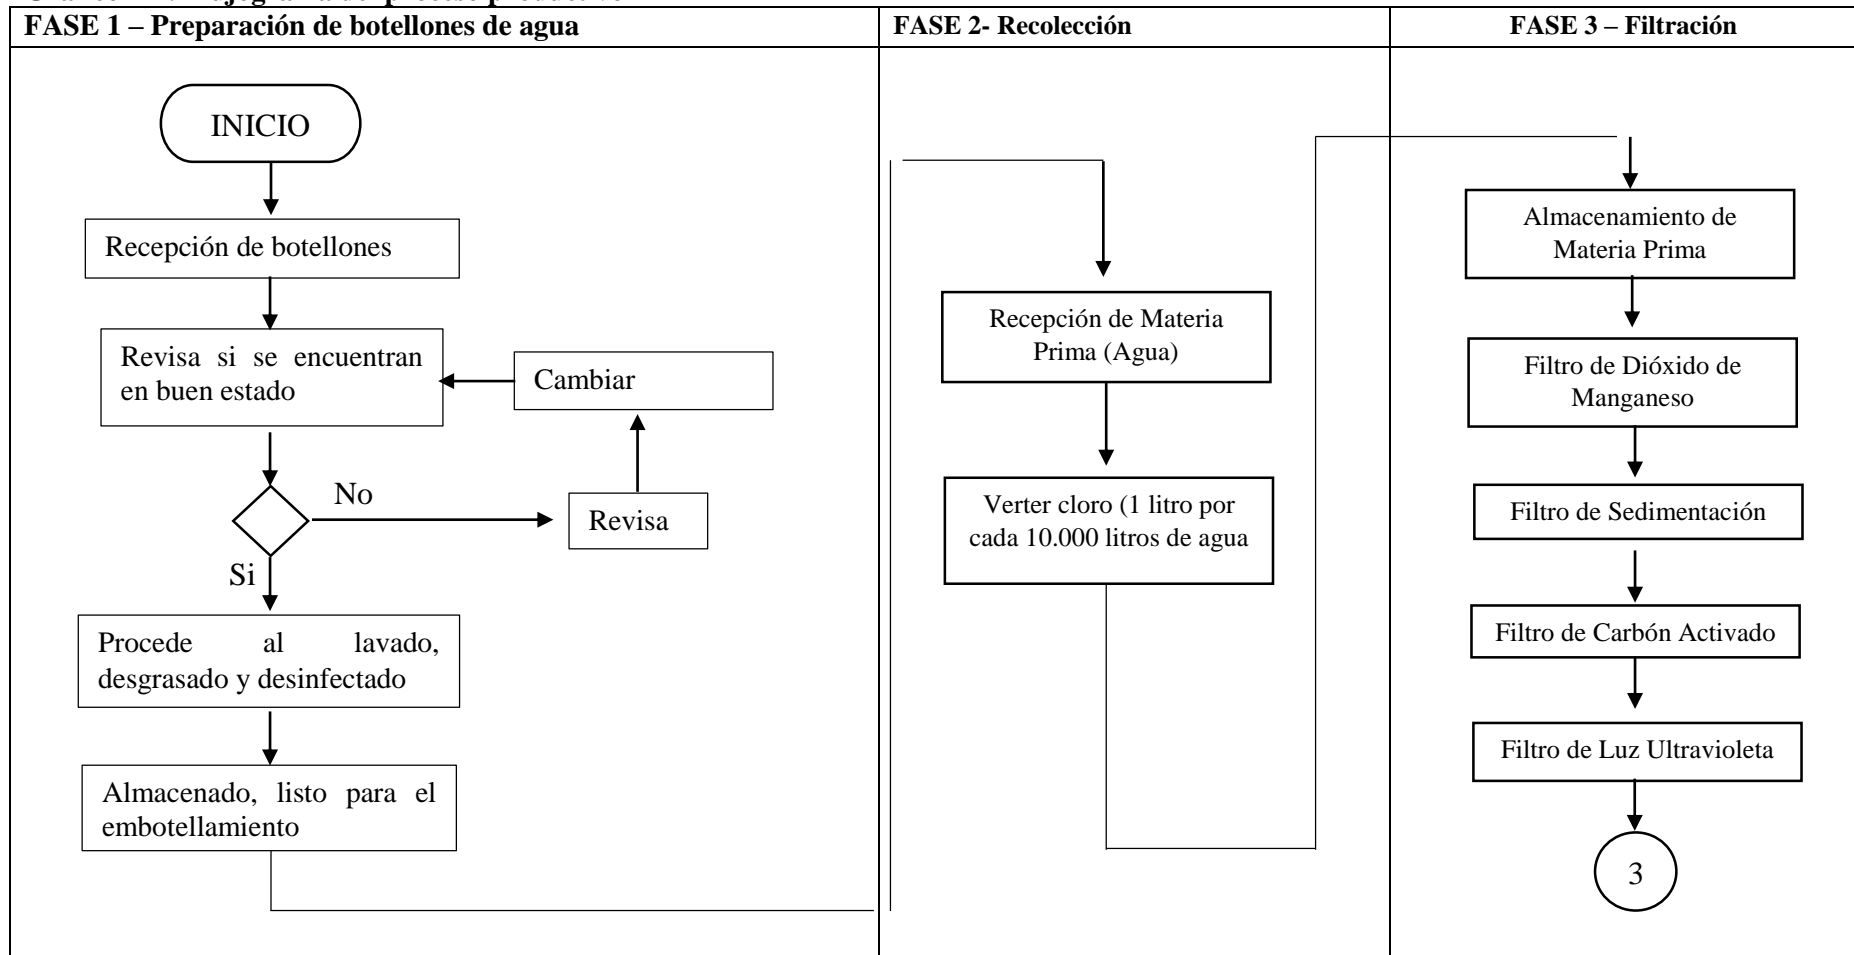 FASE 1 – Preparación de botellones de agua
FASE 2- Recolección
FASE 3 – Filtración
INICIO
Recepción de botellones
Revisa si se encuentran
en buen estado
Cambiar
No
Revisa
Si
Procede al lavado,
desgrasado y desinfectado
Almacenado, listo para el
embotellamiento
Recepción de Materia
Prima (Agua)
Verter cloro (1 litro por
cada 10.000 litros de agua
Almacenamiento de
Materia Prima
Filtro de Dióxido de
Manganeso
Filtro de Sedimentación
Filtro de Carbón Activado
Filtro de Luz Ultravioleta
3